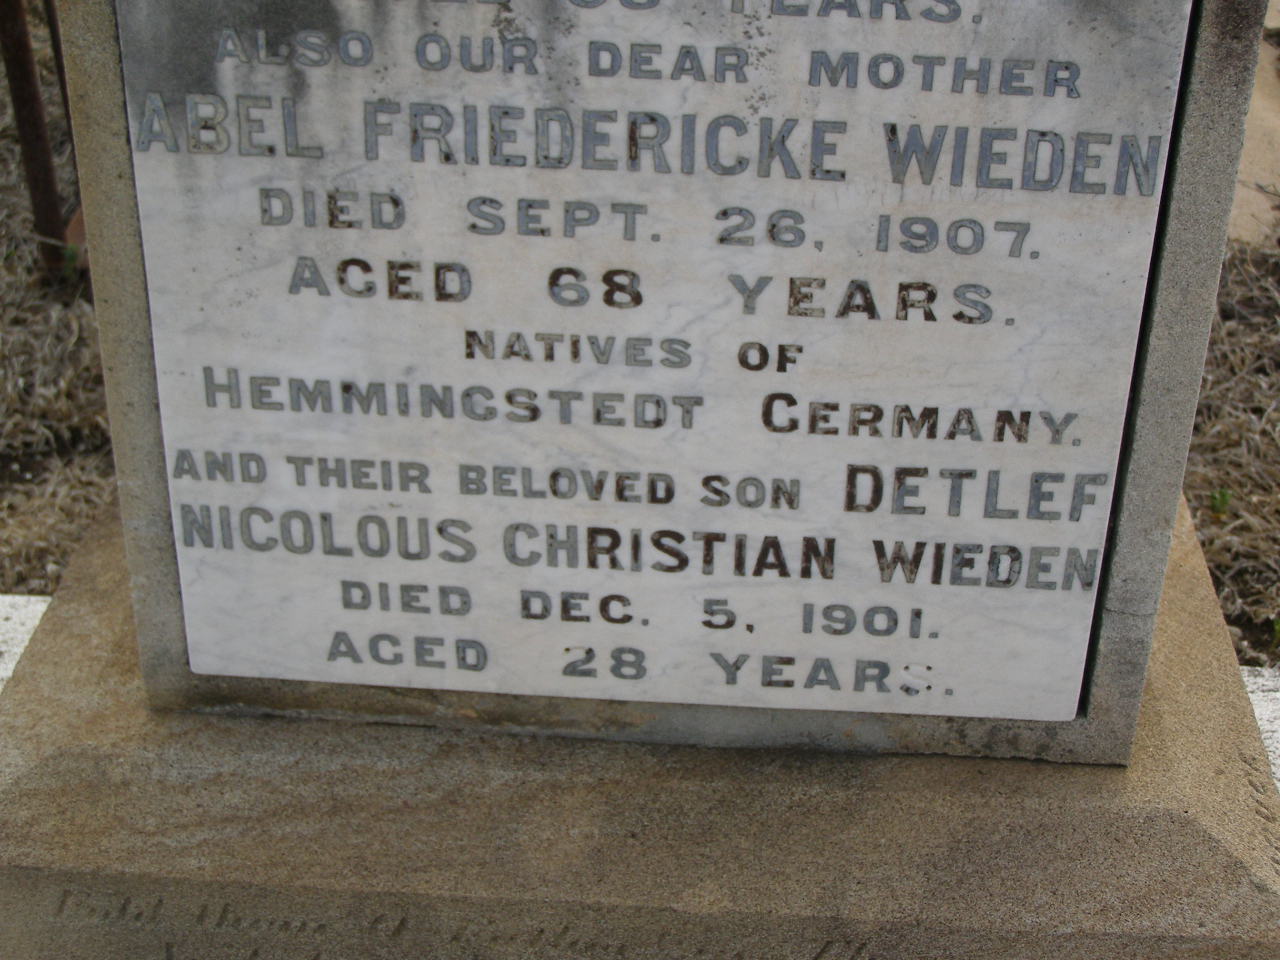 YEARS.
ALSO OUR DEAR MOTHER
ABEL FRIEDERICKE WIEDEN
DIED SEPT. 26, 1907.
AGED 68 YEARS.
NATIVES OF
HEMMINGSTEDT, GERMANY.
AND THEIR BELOVED SON DETLEF
NICOLOUS CHRISTIAN WIEDEN
DIED DEC. 5, 1901.
AGED 28 YEARS.